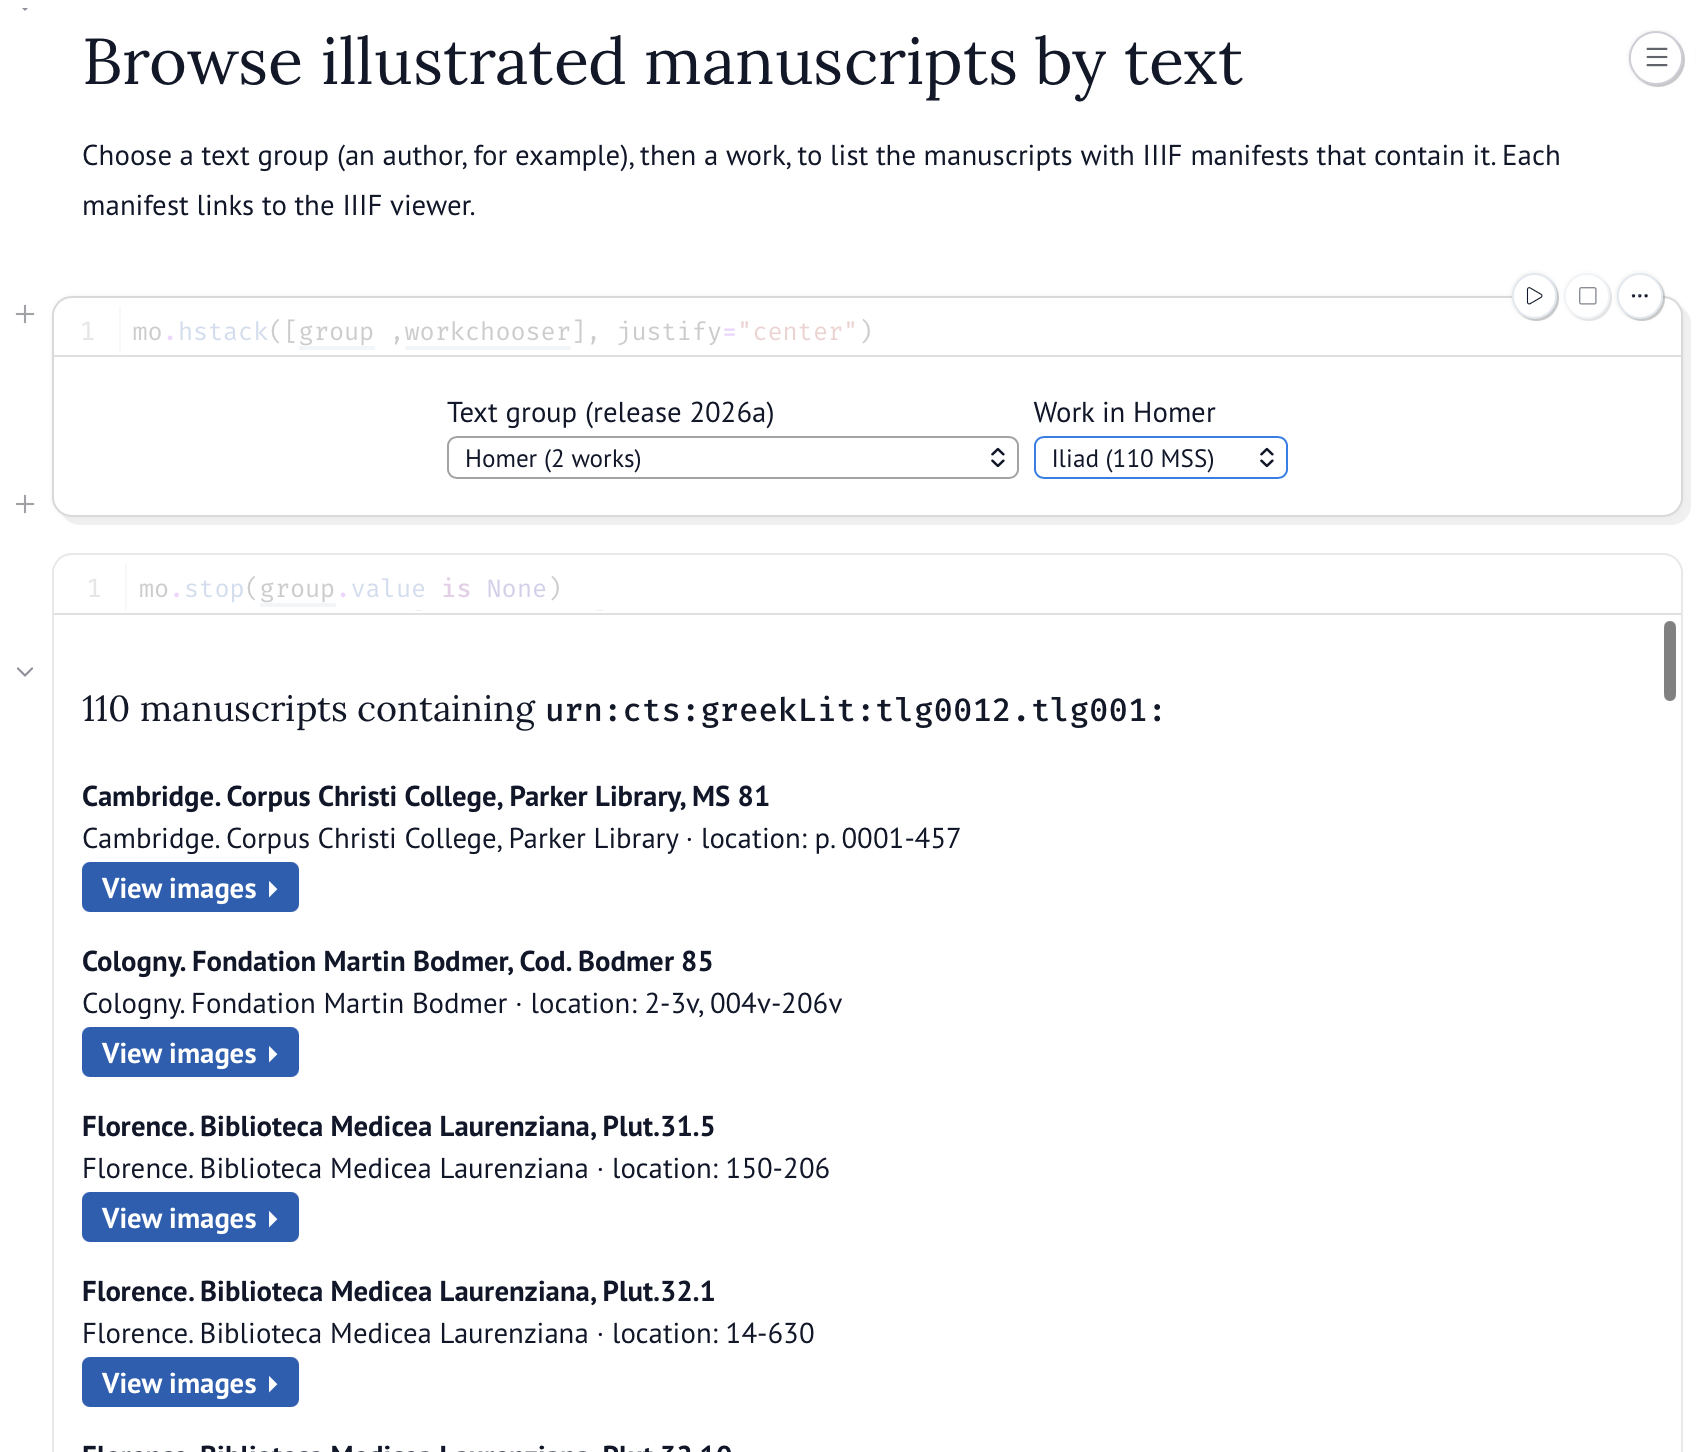 Browse illustrated manuscripts by text
Choose a text group (an author, for example), then a work, to list the manuscripts with IIIF manifests that contain it. Each
manifest links to the IIIF viewer.
1 mo.hstack([group ,workchooser], justify="center")
Text group (release 2026a)
Work in Homer
Homer (2 works)
Iliad (110 MSS)
1 mo.stop(group.value is None)
110 manuscripts containing urn:cts:greekLit:tlg0012.tlg001:
Cambridge. Corpus Christi College, Parker Library, MS 81
Cambridge. Corpus Christi College, Parker Library · location: p. 0001-457
View images
Cologny. Fondation Martin Bodmer, Cod. Bodmer 85
Cologny. Fondation Martin Bodmer · location: 2-3v, 004v-206v
View images
Florence. Biblioteca Medicea Laurenziana, Plut.31.5
Florence. Biblioteca Medicea Laurenziana · location: 150-206
View images
Florence. Biblioteca Medicea Laurenziana, Plut.32.1
Florence. Biblioteca Medicea Laurenziana · location: 14-630
View images
Florence. Biblioteca Medicea Laurenziana,